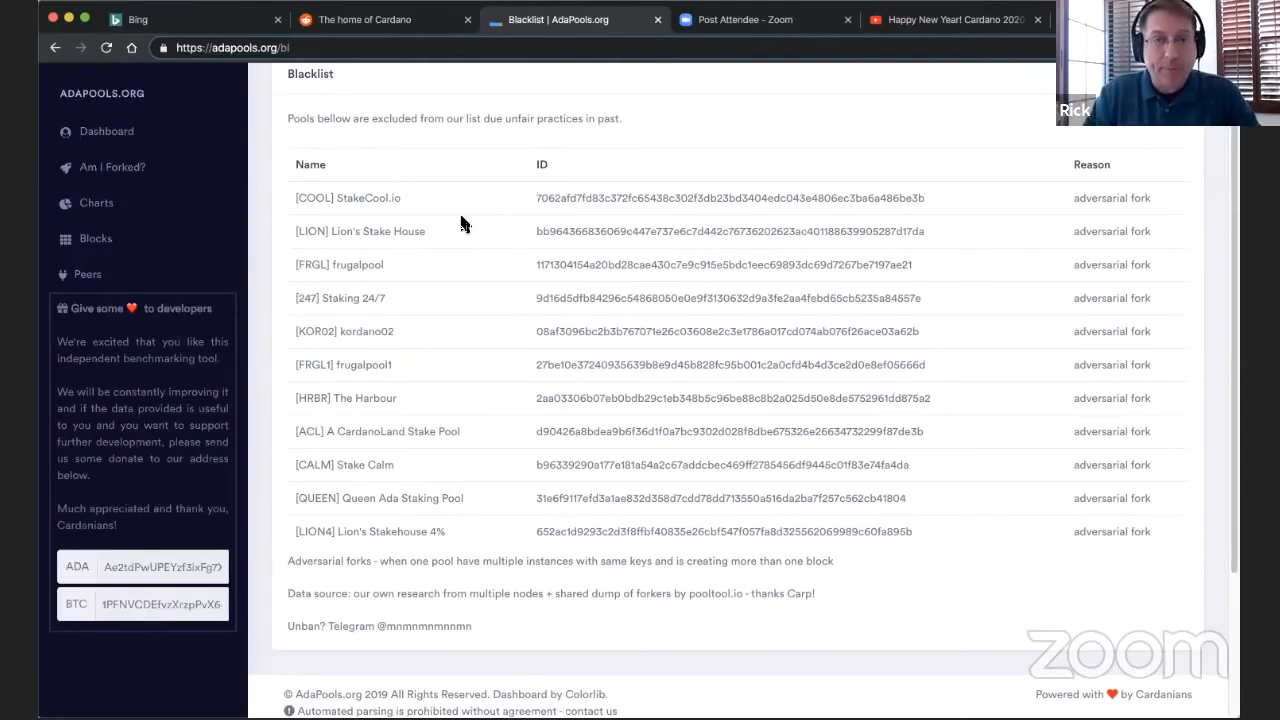 Bing
The home of Cardano
Blacklist | AdaPools.org
Post Attendee - Zoom
Happy New Year! Cardano 2020
https://adapools.org/bl
Rick
ADAPOOLS.ORG
Dashboard
Am I Forked?
Charts
Blocks
Peers
Give some ❤️ to developers
We're excited that you like this
independent benchmarking tool.
We will be constantly improving it
and if the data provided is useful
to you and you want to support
further development, please send
us some donate to our address
below.
Much appreciated and thank you,
Cardanians!
ADA Ae2tdPwUPEYzf3ixFg7X
BTC 1PFNVCDEfvzXrzpPvX6
Blacklist
Pools bellow are excluded from our list due unfair practices in past.
Name ID Reason
[COOL] StakeCool.io 7062afd7fd83c372fc65438c302f3db23bd3404edc043e4806ec3ba6a486be3b adversarial fork
[LION] Lion's Stake House bb964366836069c447e737e6c7d442c76736202623ac401188639905287d17da adversarial fork
[FRGL] frugalpool 1171304154a20bd28cae430c7e9c915e5bdc1eec69893dc69d7267be7197ae21 adversarial fork
[247] Staking 24/7 9d16d5dfb84296c54868050e0e9f3130632d9a3fe2aa4febd65cb5235a84557e adversarial fork
[KOR02] kordano02 08af3096bc2b3b767071e26c03608e2c3e1786a017cd074ab076f26ace03a62b adversarial fork
[FRGL1] frugalpool1 27be10e37240935639b8e9d45b828fc95b001c2a0cfd4b4d3ce2d0e8ef05666d adversarial fork
[HRBR] The Harbour 2aa03306b07eb0bdb29c1eb348b5c96be88c8b2a025d50e8de5752961dd875a2 adversarial fork
[ACL] A CardanoLand Stake Pool d90426a8bdea9b6f36d1f0a7bc9302d028f8dbe675326e26634732299f87de3b adversarial fork
[CALM] Stake Calm b96339290a177e181a54a2c67addcbec469ff2785456df9445c01f83e74fa4da adversarial fork
[QUEEN] Queen Ada Staking Pool 31e6f9117efd3a1ae832d358d7cdd78dd713550a516da2ba7f257c562cb41804 adversarial fork
[LION4] Lion's Stakehouse 4% 652ac1d9293c2d3f8ffbf40835e26cbf547f057fa8d325562069989c60fa895b adversarial fork
Adversarial forks - when one pool have multiple instances with same keys and is creating more than one block
Data source: our own research from multiple nodes + shared dump of forkers by pooltool.io - thanks Carp!
Unban? Telegram @mnmnmnmnmn
zoom
© AdaPools.org 2019 All Rights Reserved. Dashboard by Colorlib.
Powered with ❤️ by Cardanians
Automated parsing is prohibited without agreement - contact us